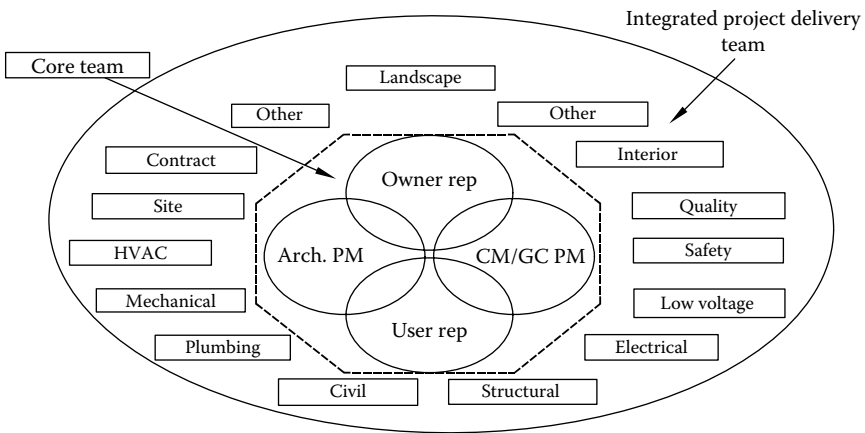 Integrated project delivery
team
Core team
Landscape
Other
Other
Contract
Interior
Owner rep
Site
Quality
HVAC
Arch. PM
CM/GC PM
Safety
Mechanical
Low voltage
User rep
Plumbing
Electrical
Civil
Structural